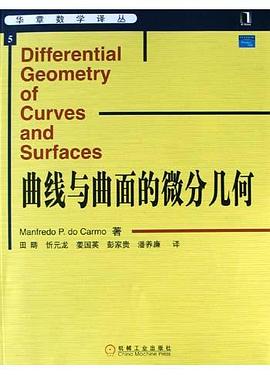 华章数学译丛
5
Differential
Geometry
of
Curves
and
Surfaces
曲线与曲面的微分几何
Manfredo P. do Carmo 著
田畴 忻元龙 姜国英 彭家贵 潘养廉 译
机械工业出版社
China Machine Press